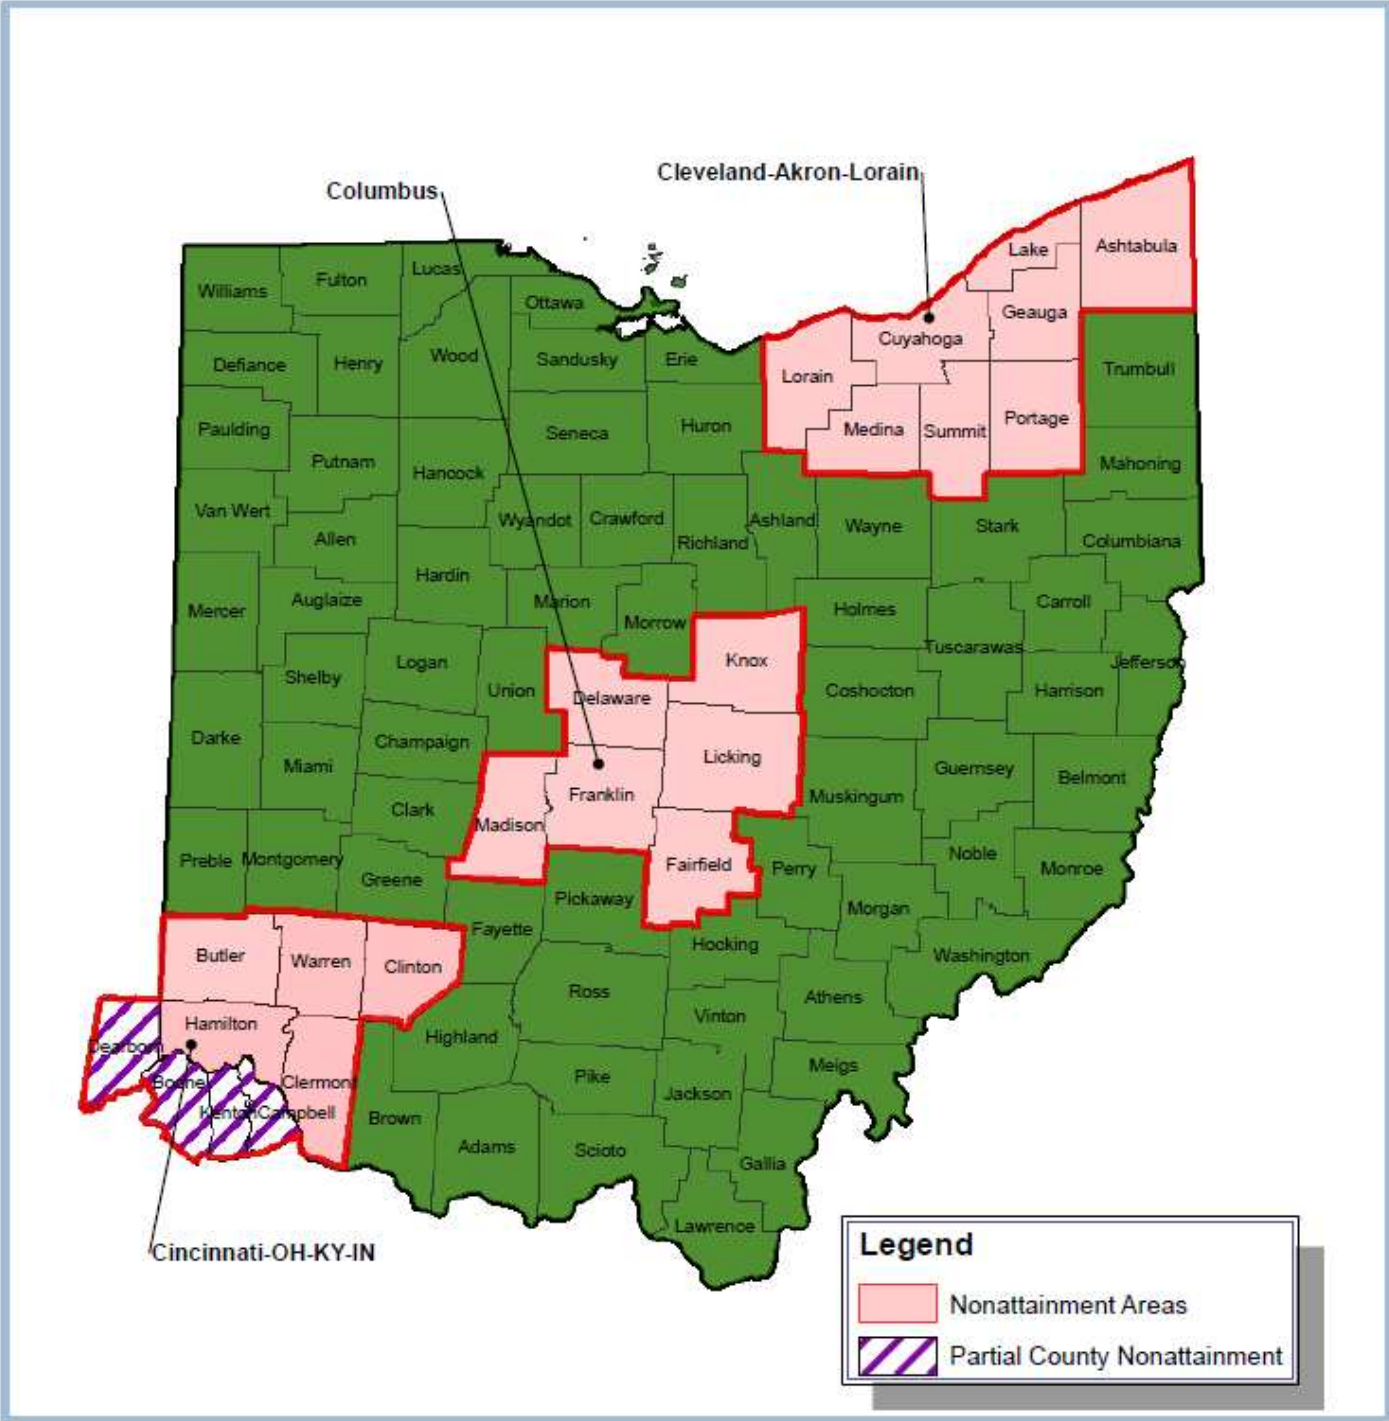 Cleveland-Akron-Lorain
Columbus
Lake
Ashtabula
Williams
Fulton
Lucas
Ottawa
Geauga
Cuyahoga
Defiance
Henry
Wood
Sandusky
Erie
Lorain
Trumbull
Paulding
Putnam
Hancock
Seneca
Huron
Medina
Summit
Portage
Mahoning
Van Wert
Allen
Wyandot
Crawford
Richland
Ashland
Wayne
Stark
Columbiana
Mercer
Auglaize
Hardin
Marion
Morrow
Holmes
Carroll
Shelby
Logan
Union
Delaware
Knox
Coshocton
Tuscarawas
Harrison
Jefferson
Darke
Miami
Champaign
Licking
Guernsey
Belmont
Clark
Madison
Franklin
Muskingum
Preble
Montgomery
Greene
Fairfield
Perry
Noble
Monroe
Pickaway
Fayette
Hocking
Morgan
Washington
Butler
Warren
Clinton
Ross
Athens
Vinton
Hamilton
Highland
Dearborn
Boone
Clermont
Pike
Jackson
Meigs
Kenton
Campbell
Brown
Adams
Scioto
Gallia
Lawrence
Cincinnati-OH-KY-IN
Legend
Nonattainment Areas
Partial County Nonattainment